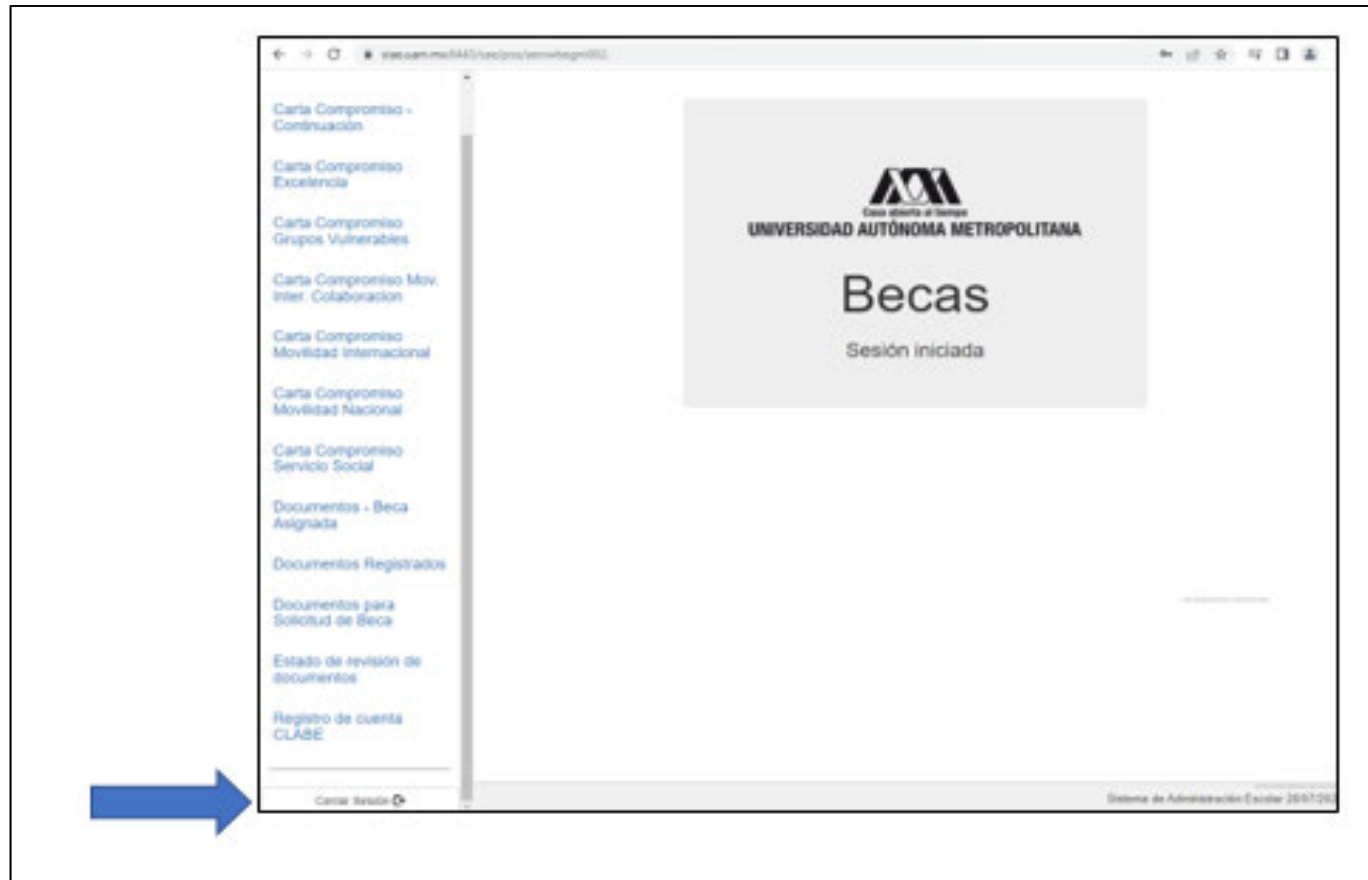 Carta Compromiso -
Continuación
Carta Compromiso
Excelencia
Carta Compromiso
Grupos Vulnerables
Carta Compromiso Mov.
Inter. Colaboracion
Carta Compromiso
Movilidad Internacional
Carta Compromiso
Movilidad Nacional
Carta Compromiso
Servicio Social
Documentos - Beca
Asignada
Documentos Registrados
Documentos para
Solicitud de Beca
Estado de revisión de
documentos
Registro de cuenta
CLABE
Cerrar Sesión
Casa abierta al tiempo
UNIVERSIDAD AUTÓNOMA METROPOLITANA
Becas
Sesión iniciada
Sistema de Administración Escolar